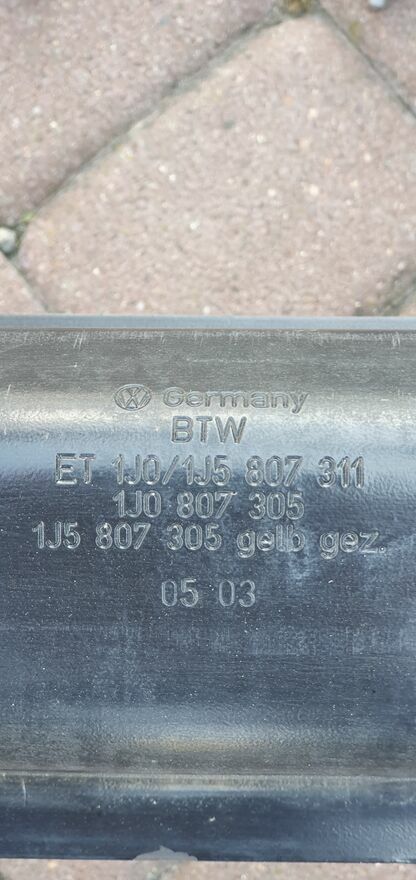 Germany
BTW
ET 1J0/1J5 807 311
1J0 807 305
1J5 807 305 gelb gez.
05 03